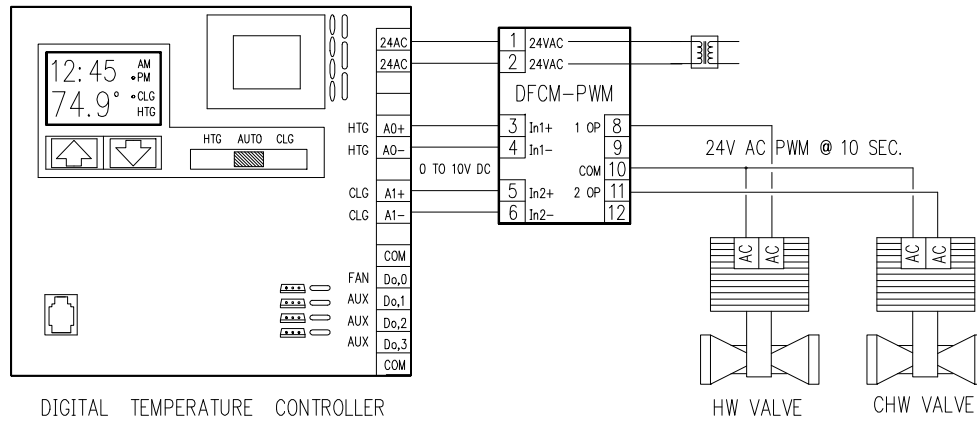 12:45 AM
PM
74.9° CLG
HTG
HTG AUTO CLG
24AC
24AC
HTG A0+
HTG A0-
CLG A1+
CLG A1-
COM
FAN Do,0
AUX Do,1
AUX Do,2
AUX Do,3
COM
0 TO 10V DC
1 24VAC
2 24VAC
DFCM-PWM
3 In1+ 1 OP 8
4 In1- 9
COM 10
5 In2+ 2 OP 11
6 In2- 12
24V AC PWM @ 10 SEC.
AC AC
AC AC
DIGITAL TEMPERATURE CONTROLLER
HW VALVE
CHW VALVE